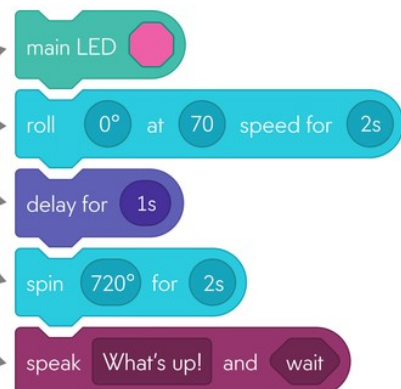 main LED
roll 0° at 70 speed for 2s
delay for 1s
spin 720° for 2s
speak What's up! and wait